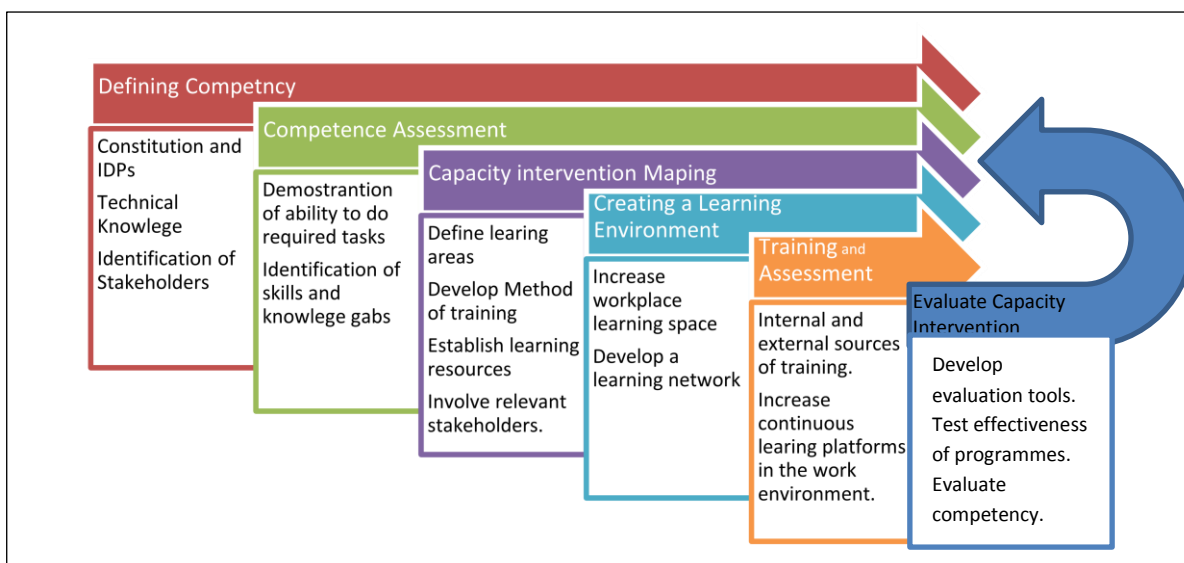 Defining Competncy
Constitution and
IDPs
Technical
Knowlege
Identification of
Stakeholders
Competence Assessment
Demostrantion
of ability to do
required tasks
Identification of
skills and
knowlege gabs
Capacity intervention Maping
Define learing
areas
Develop Method
of training
Establish learning
resources
Involve relevant
stakeholders.
Creating a Learning
Environment
Increase
workplace
learning space
Develop a
learning network
Training and
Assessment
Internal and
external sources
of training.
Increase
continuous
learing platforms
in the work
environment.
Evaluate Capacity
Intervention
Develop
evaluation tools.
Test effectiveness
of programmes.
Evaluate
competency.